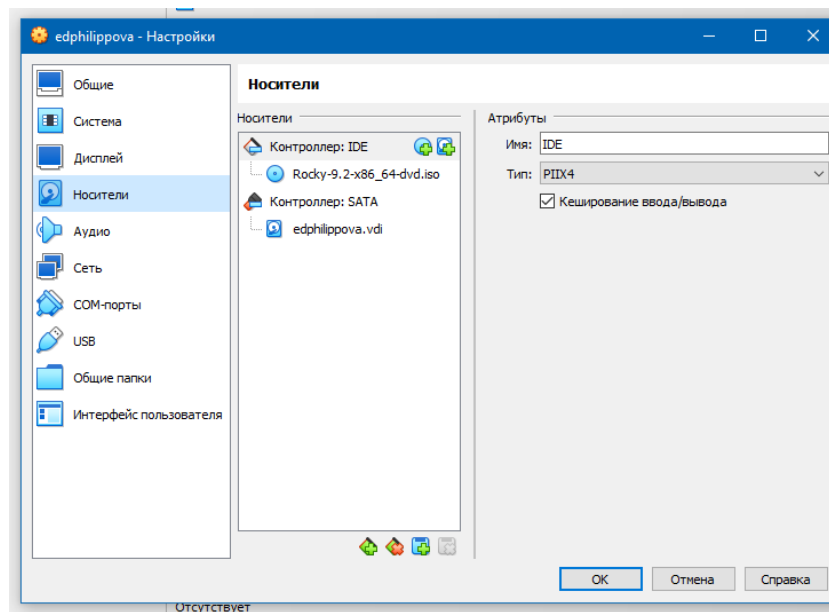 edphilippova - Настройки
Общие
Система
Дисплей
Носители
Аудио
Сеть
COM-порты
USB
Общие папки
Интерфейс пользователя
Носители
Носители
Контроллер: IDE
Rocky-9.2-x86_64-dvd.iso
Контроллер: SATA
edphilippova.vdi
Атрибуты
Имя: IDE
Тип: PIIX4
Кеширование ввода/вывода
OK Отмена Справка
Отсутствует